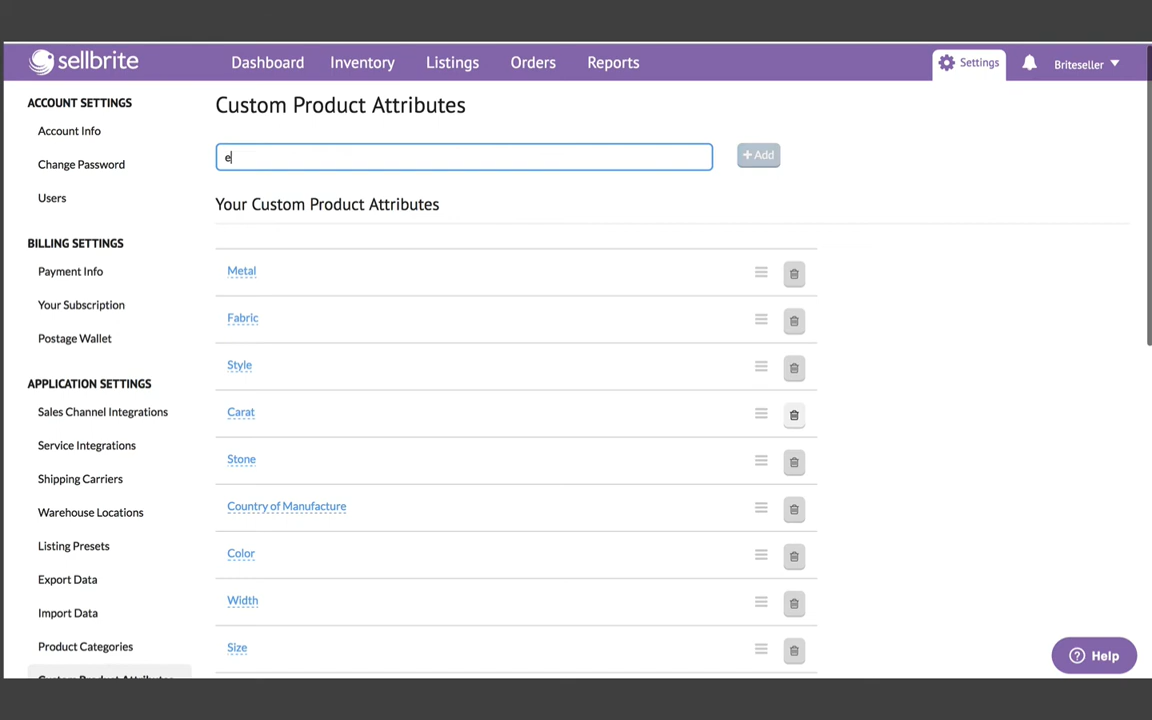 sellbrite
Dashboard Inventory Listings Orders Reports
Settings
Briteseller
ACCOUNT SETTINGS
Account Info
Change Password
Users
BILLING SETTINGS
Payment Info
Your Subscription
Postage Wallet
APPLICATION SETTINGS
Sales Channel Integrations
Service Integrations
Shipping Carriers
Warehouse Locations
Listing Presets
Export Data
Import Data
Product Categories
Custom Product Attributes
Custom Product Attributes
e
+ Add
Your Custom Product Attributes
Metal
Fabric
Style
Carat
Stone
Country of Manufacture
Color
Width
Size
? Help